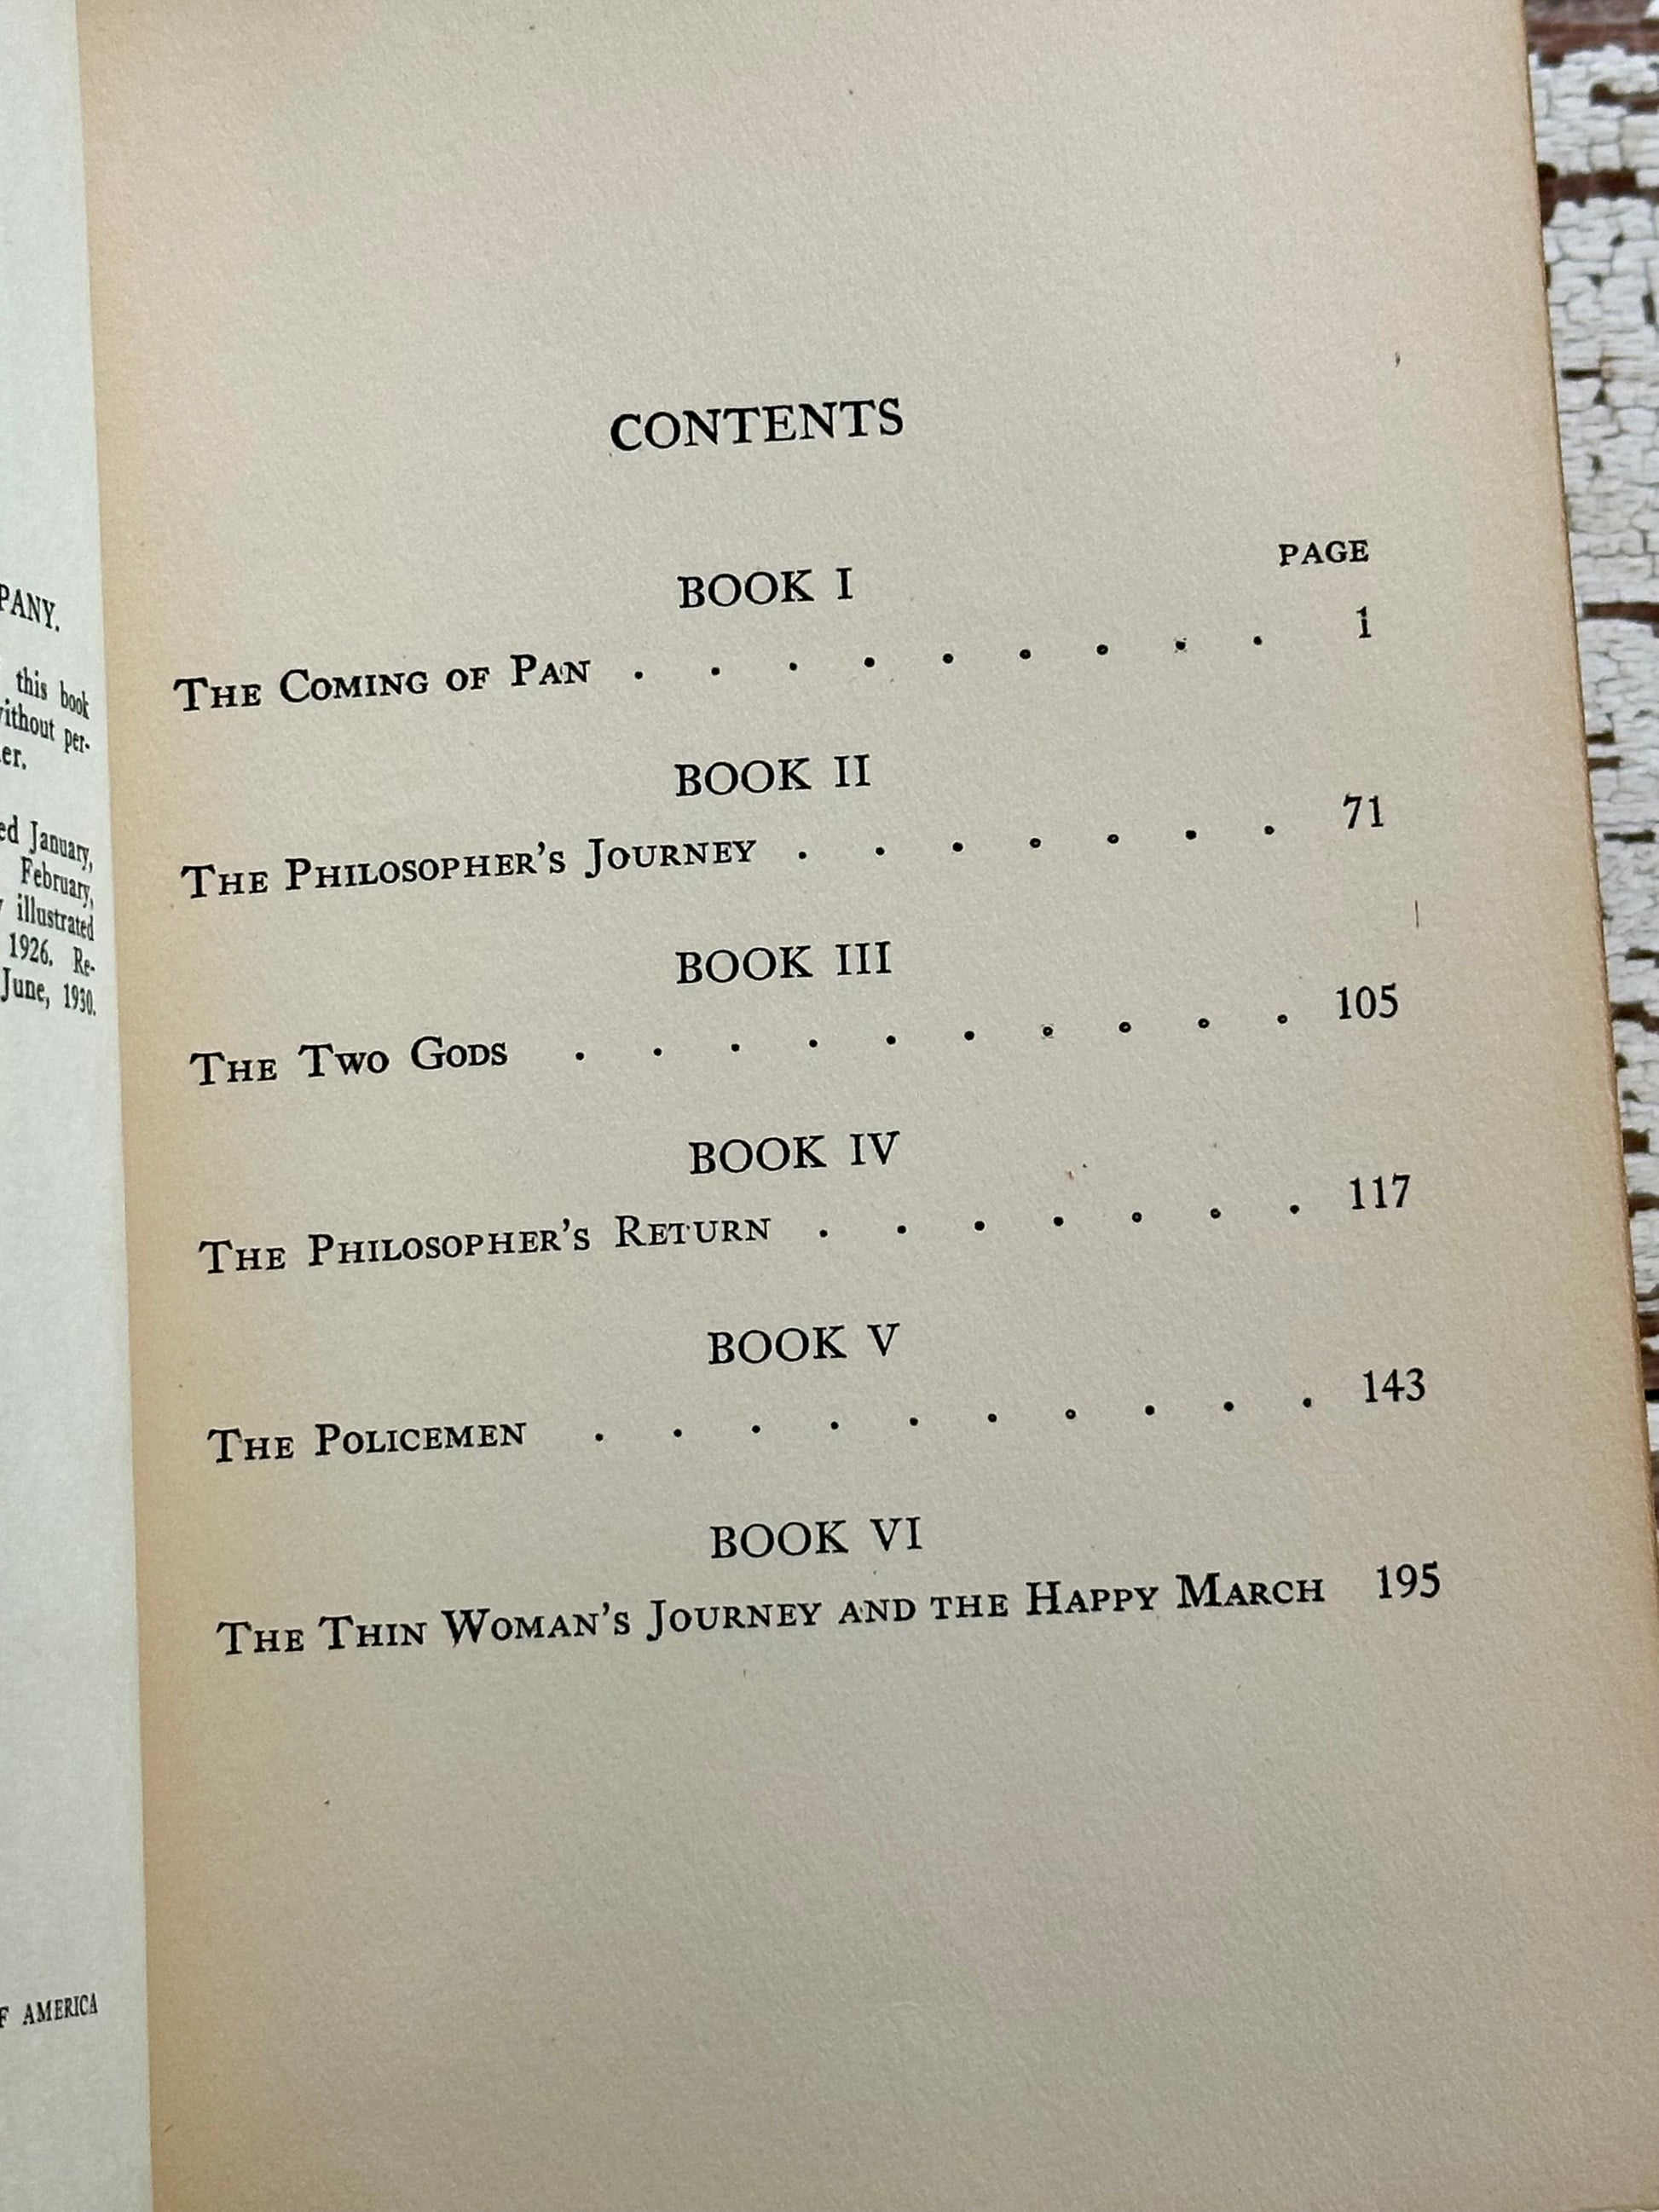 PANY.
this book
without per-
er.
ed January,
February,
illustrated
1926. Re-
June, 1930.
F AMERICA
CONTENTS
PAGE
BOOK I
The Coming of Pan . . . . . . . . . 1
BOOK II
The Philosopher's Journey . . . . . . . 71
BOOK III
The Two Gods . . . . . . . . . . 105
BOOK IV
The Philosopher's Return . . . . . . . 117
BOOK V
The Policemen . . . . . . . . . . 143
BOOK VI
The Thin Woman's Journey and the Happy March 195